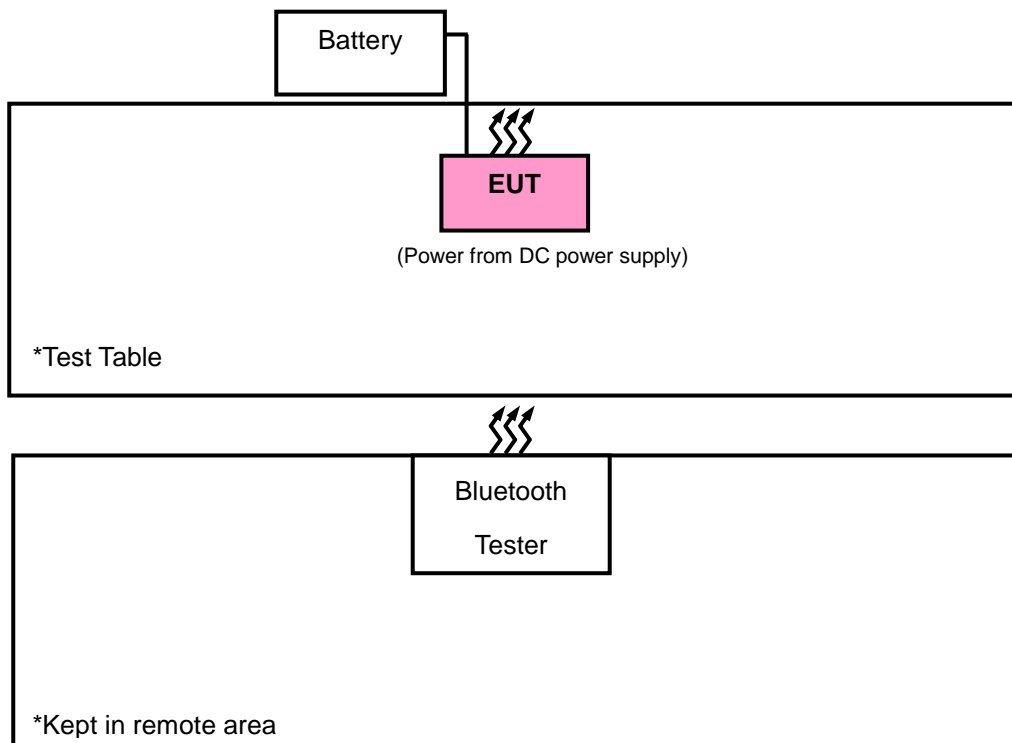 Battery
EUT
(Power from DC power supply)
*Test Table
Bluetooth
Tester
*Kept in remote area